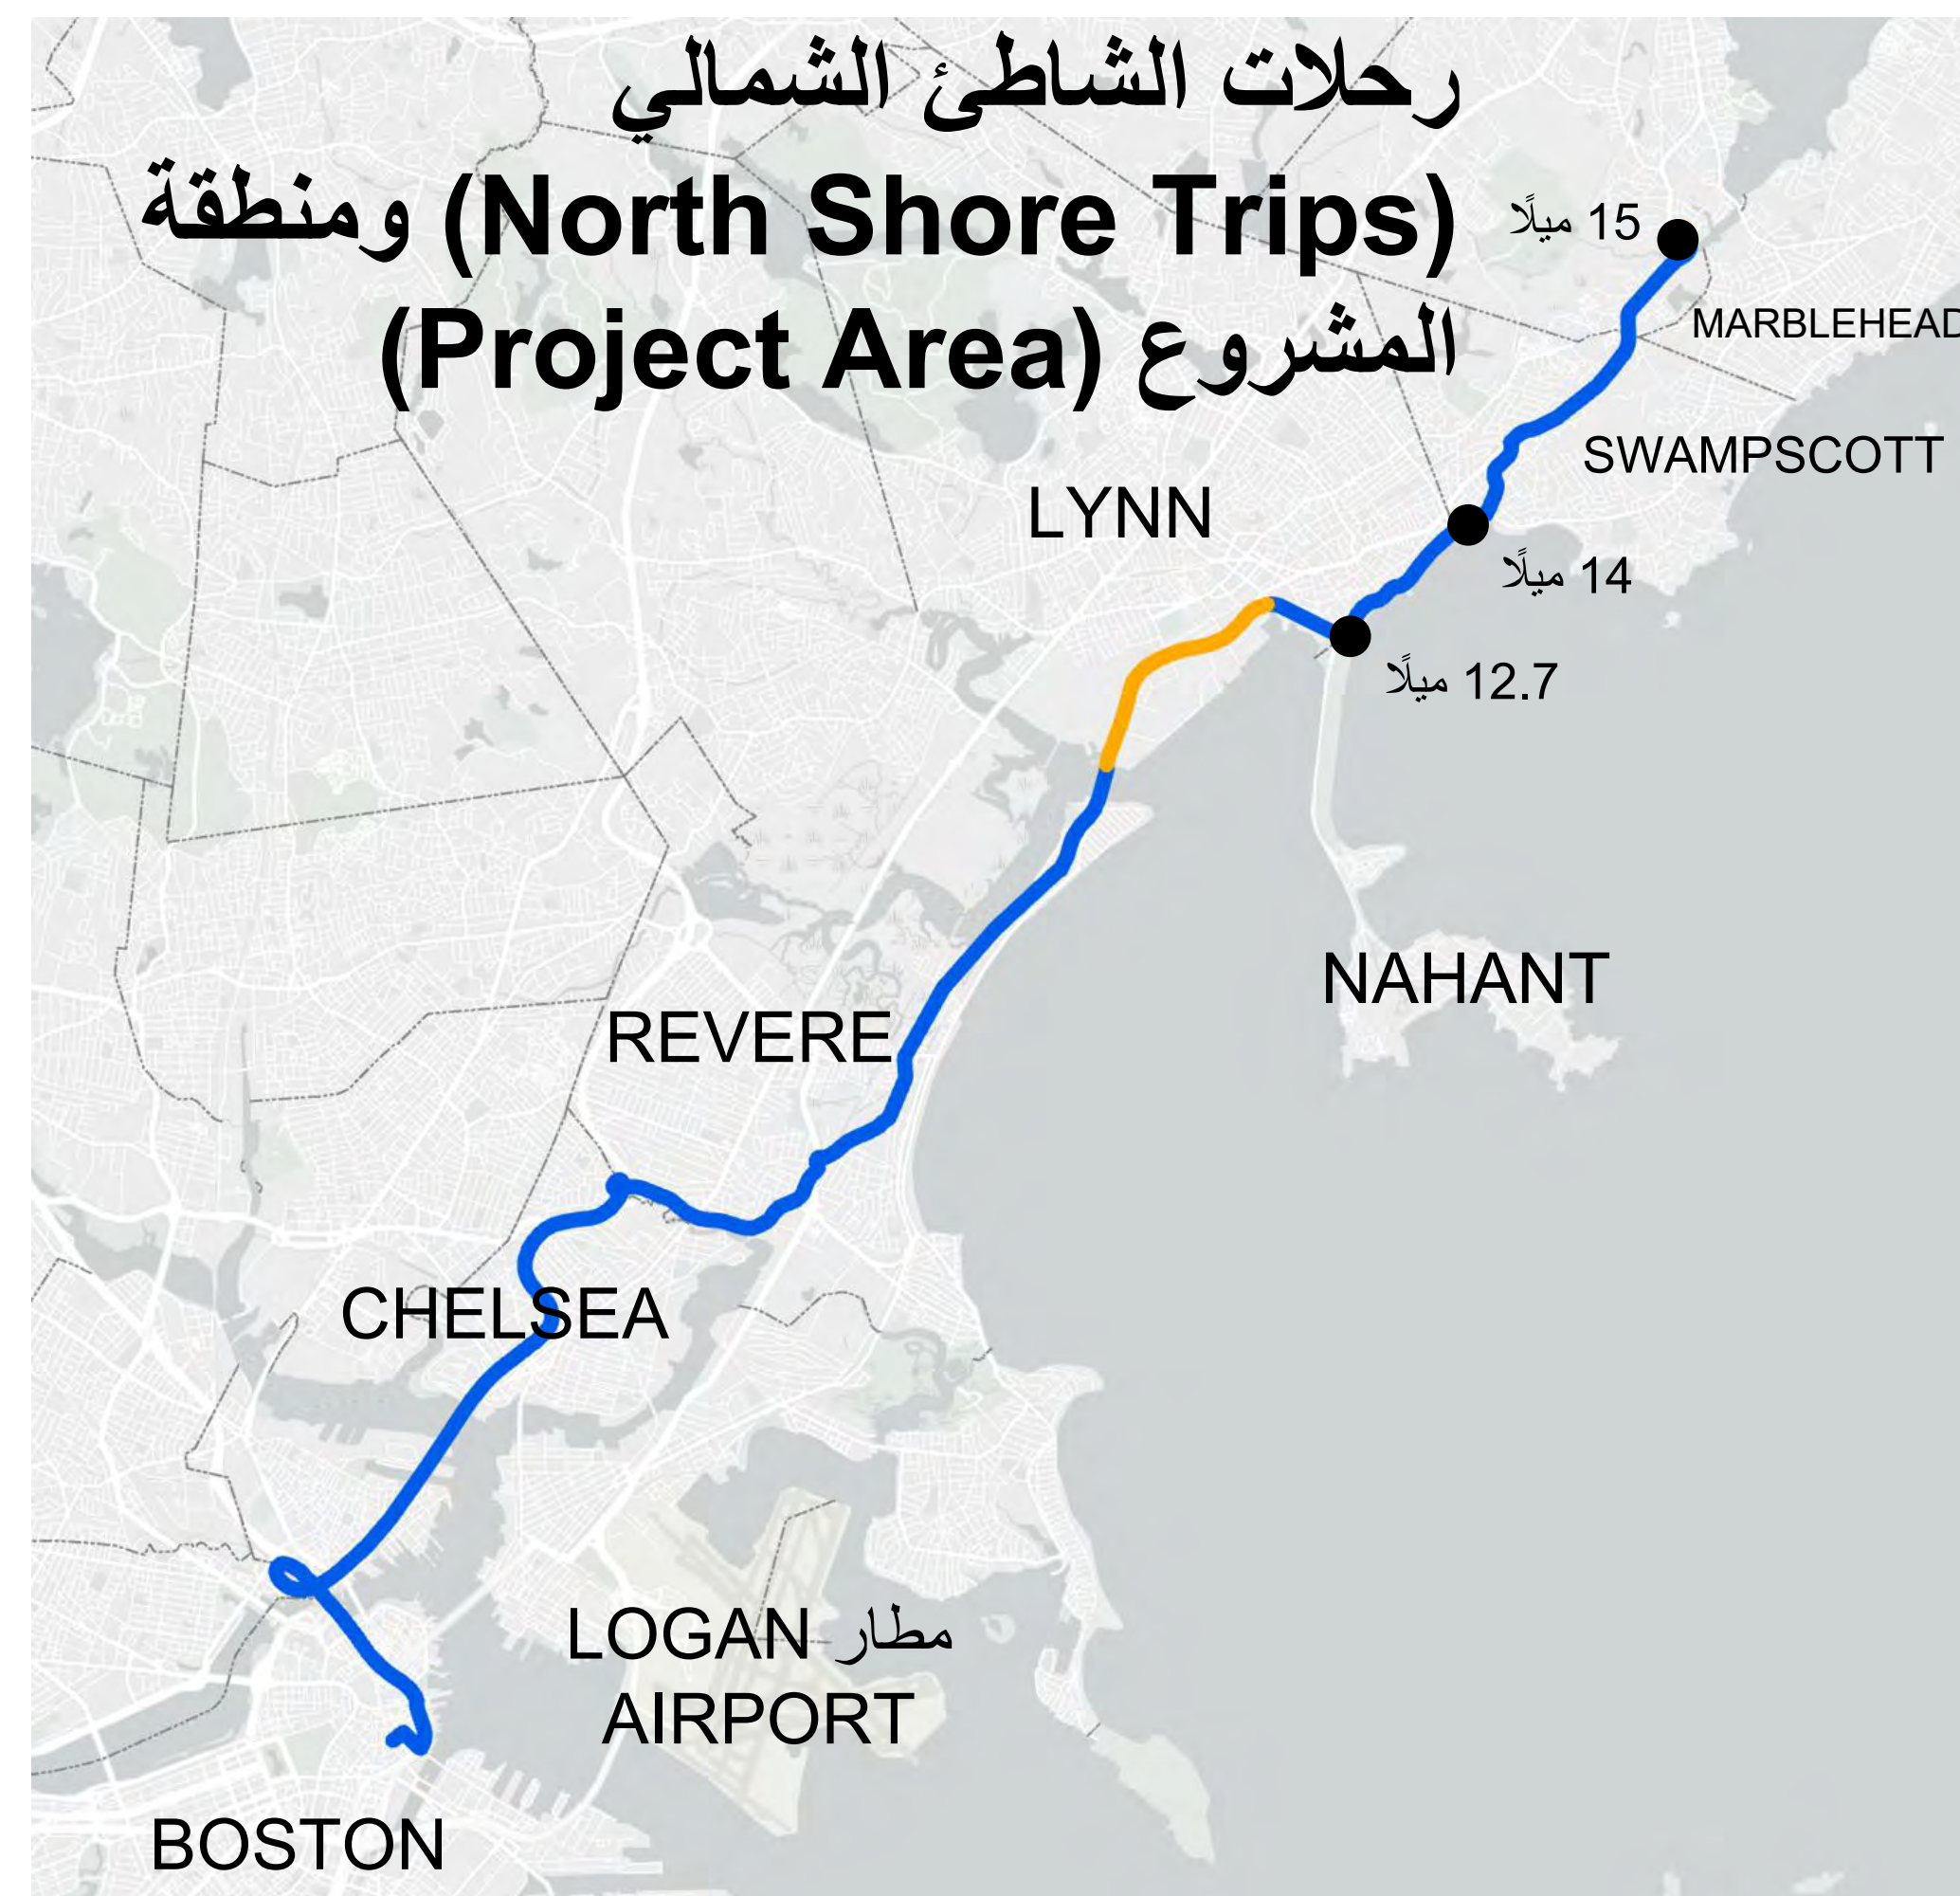 رحلات الشاطئ الشمالي
(North Shore Trips) ومنطقة
المشروع (Project Area)
15 ميلًا
MARBLEHEAD
SWAMPSCOTT
LYNN
14 ميلًا
12.7 ميلًا
NAHANT
REVERE
CHELSEA
مطار LOGAN
AIRPORT
BOSTON